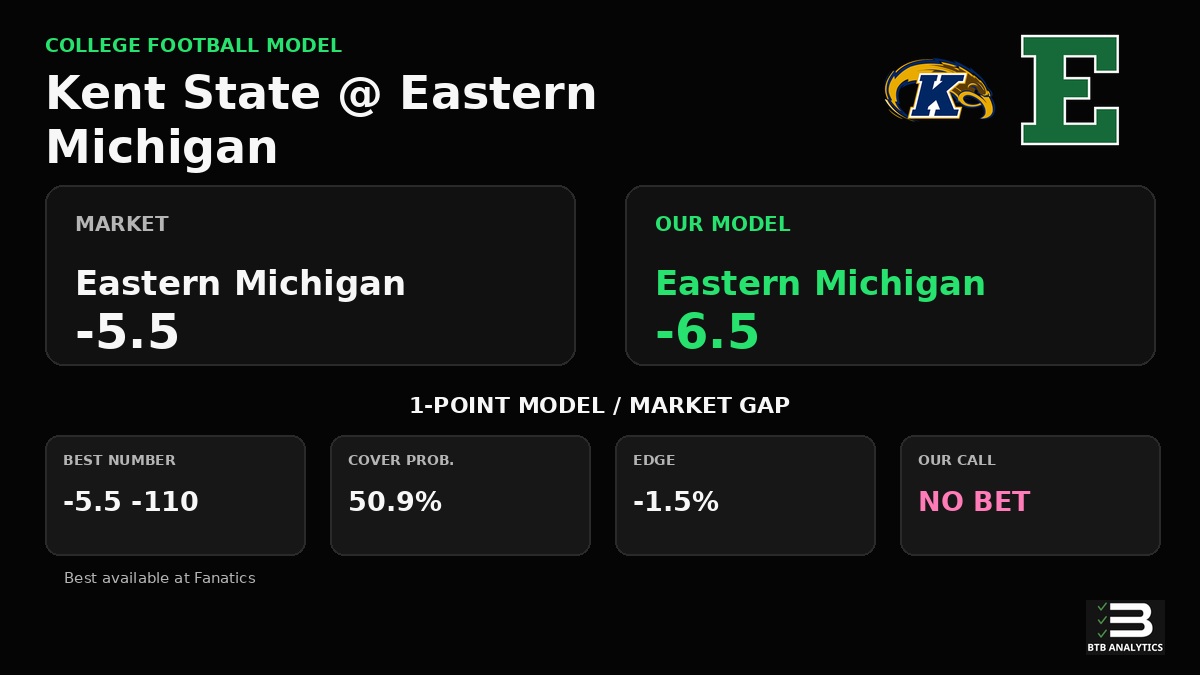 COLLEGE FOOTBALL MODEL
Kent State @ Eastern
Michigan
K
E
MARKET
Eastern Michigan
-5.5
OUR MODEL
Eastern Michigan
-6.5
1-POINT MODEL / MARKET GAP
BEST NUMBER
-5.5 -110
COVER PROB.
50.9%
EDGE
-1.5%
OUR CALL
NO BET
Best available at Fanatics
BTB ANALYTICS